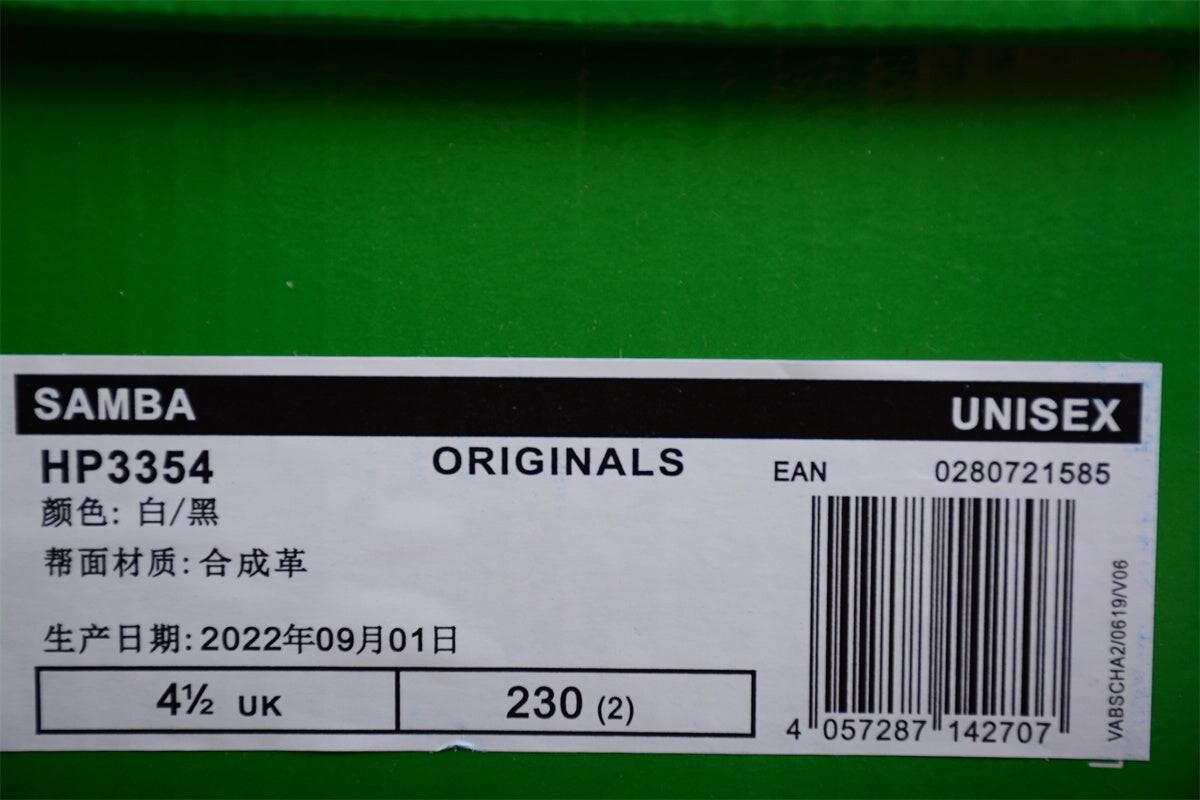 SAMBA UNISEX
HP3354 ORIGINALS EAN 0280721585
颜色: 白/黑
帮面材质: 合成革
生产日期: 2022年09月01日
4½ UK 230 (2)
4 057287 142707
VABSCHA2/0619/V06